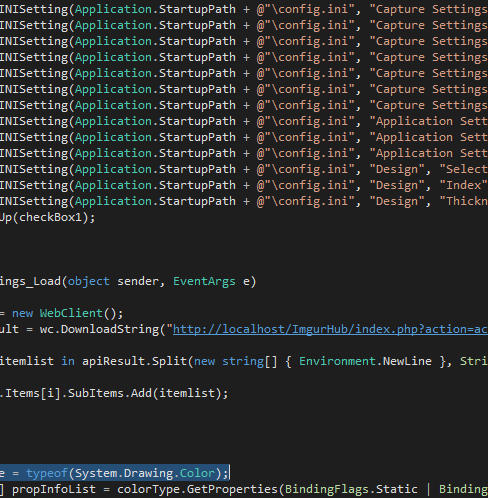 INISetting(Application.StartupPath + @"\config.ini", "Capture Settings
INISetting(Application.StartupPath + @"\config.ini", "Capture Settings
INISetting(Application.StartupPath + @"\config.ini", "Capture Settings
INISetting(Application.StartupPath + @"\config.ini", "Capture Settings
INISetting(Application.StartupPath + @"\config.ini", "Capture Settings
INISetting(Application.StartupPath + @"\config.ini", "Capture Settings
INISetting(Application.StartupPath + @"\config.ini", "Capture Settings
INISetting(Application.StartupPath + @"\config.ini", "Application Sett
INISetting(Application.StartupPath + @"\config.ini", "Application Sett
INISetting(Application.StartupPath + @"\config.ini", "Application Sett
INISetting(Application.StartupPath + @"\config.ini", "Design", "Select
INISetting(Application.StartupPath + @"\config.ini", "Design", "Index"
INISetting(Application.StartupPath + @"\config.ini", "Design", "Thickn
Up(checkBox1);
ings_Load(object sender, EventArgs e)
= new WebClient();
ult = wc.DownloadString("http://localhost/ImgurHub/index.php?action=ac
itemlist in apiResult.Split(new string[] { Environment.NewLine }, Stri
.Items[i].SubItems.Add(itemlist);
e = typeof(System.Drawing.Color);
] propInfoList = colorType.GetProperties(BindingFlags.Static | Binding